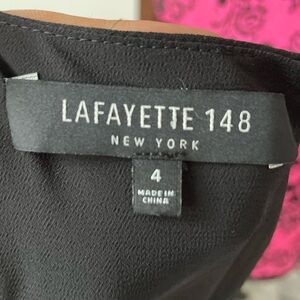 LAFAYETTE 148
NEW YORK
4
MADE IN
CHINA